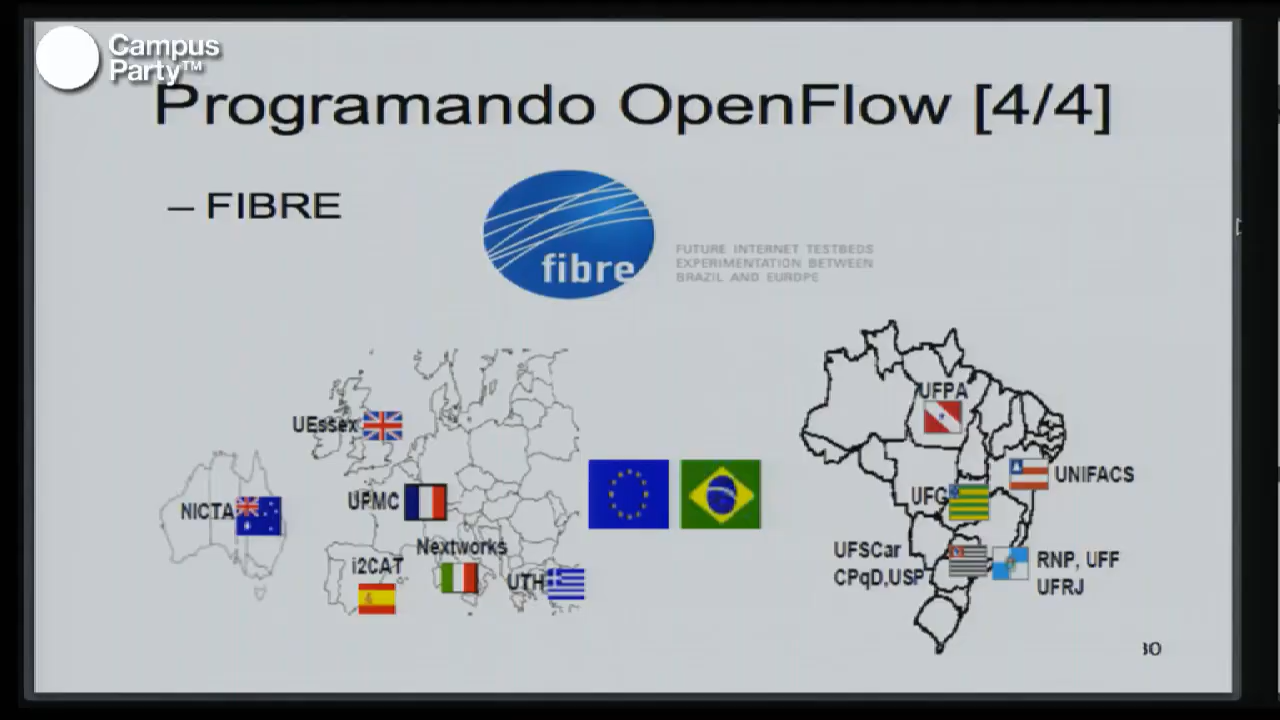 Campus
Party™
Programando OpenFlow [4/4]
– FIBRE
fibre
FUTURE INTERNET TESTBEDS
EXPERIMENTATION BETWEEN
BRAZIL AND EUROPE
UEssex
NICTA
UPMC
Nextworks
i2CAT
UTH
UFPA
UNIFACS
UFG
UFSCar
CPqD,USP
RNP, UFF
UFRJ
30